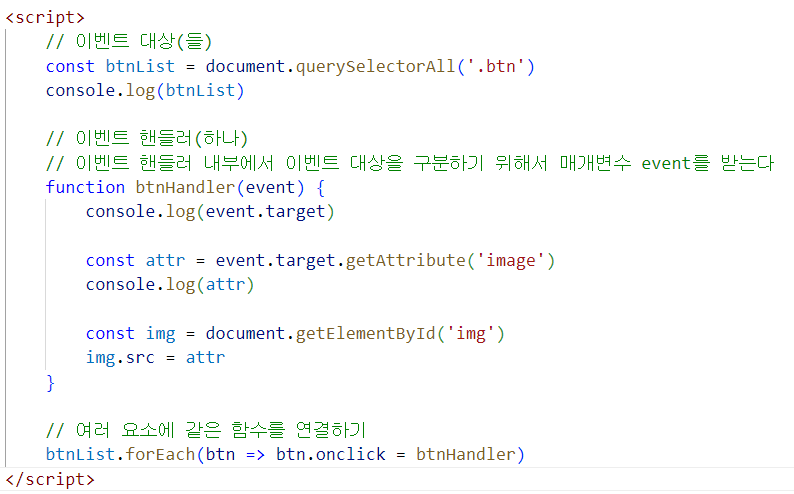 <script>
// 이벤트 대상(들)
const btnList = document.querySelectorAll('.btn')
console.log(btnList)
// 이벤트 핸들러(하나)
// 이벤트 핸들러 내부에서 이벤트 대상을 구분하기 위해서 매개변수 event를 받는다
function btnHandler(event) {
console.log(event.target)
const attr = event.target.getAttribute('image')
console.log(attr)
const img = document.getElementById('img')
img.src = attr
}
// 여러 요소에 같은 함수를 연결하기
btnList.forEach(btn => btn.onclick = btnHandler)
</script>